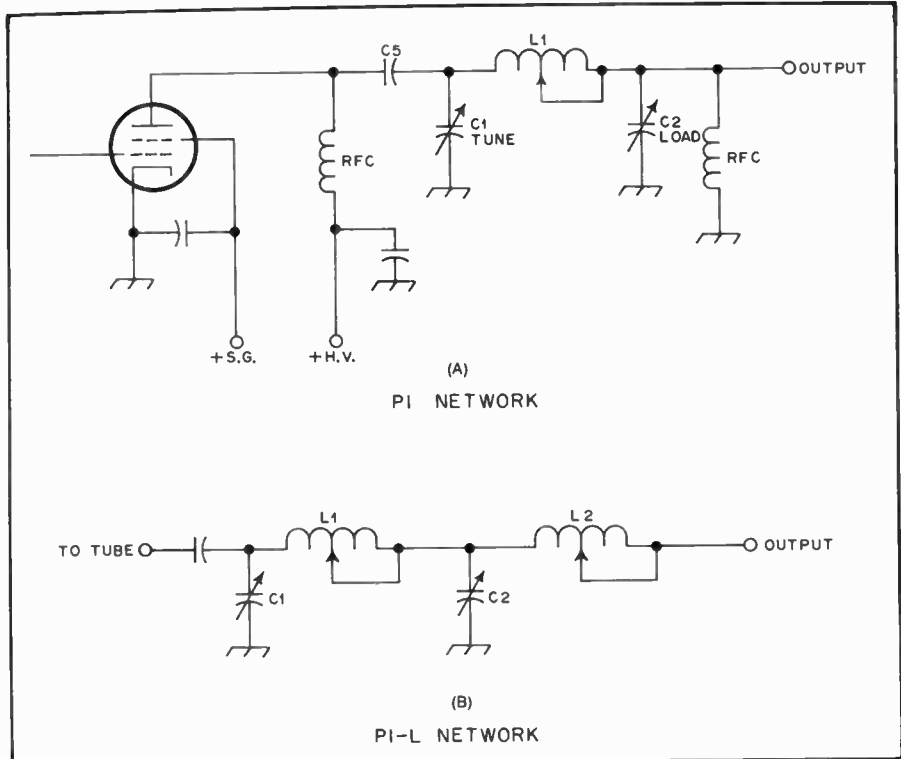 C5
L1
OUTPUT
C1
TUNE
C2
LOAD
RFC
RFC
+S.G.
+H.V.
(A)
PI NETWORK
L1
L2
TO TUBE
OUTPUT
C1
C2
(B)
PI-L NETWORK